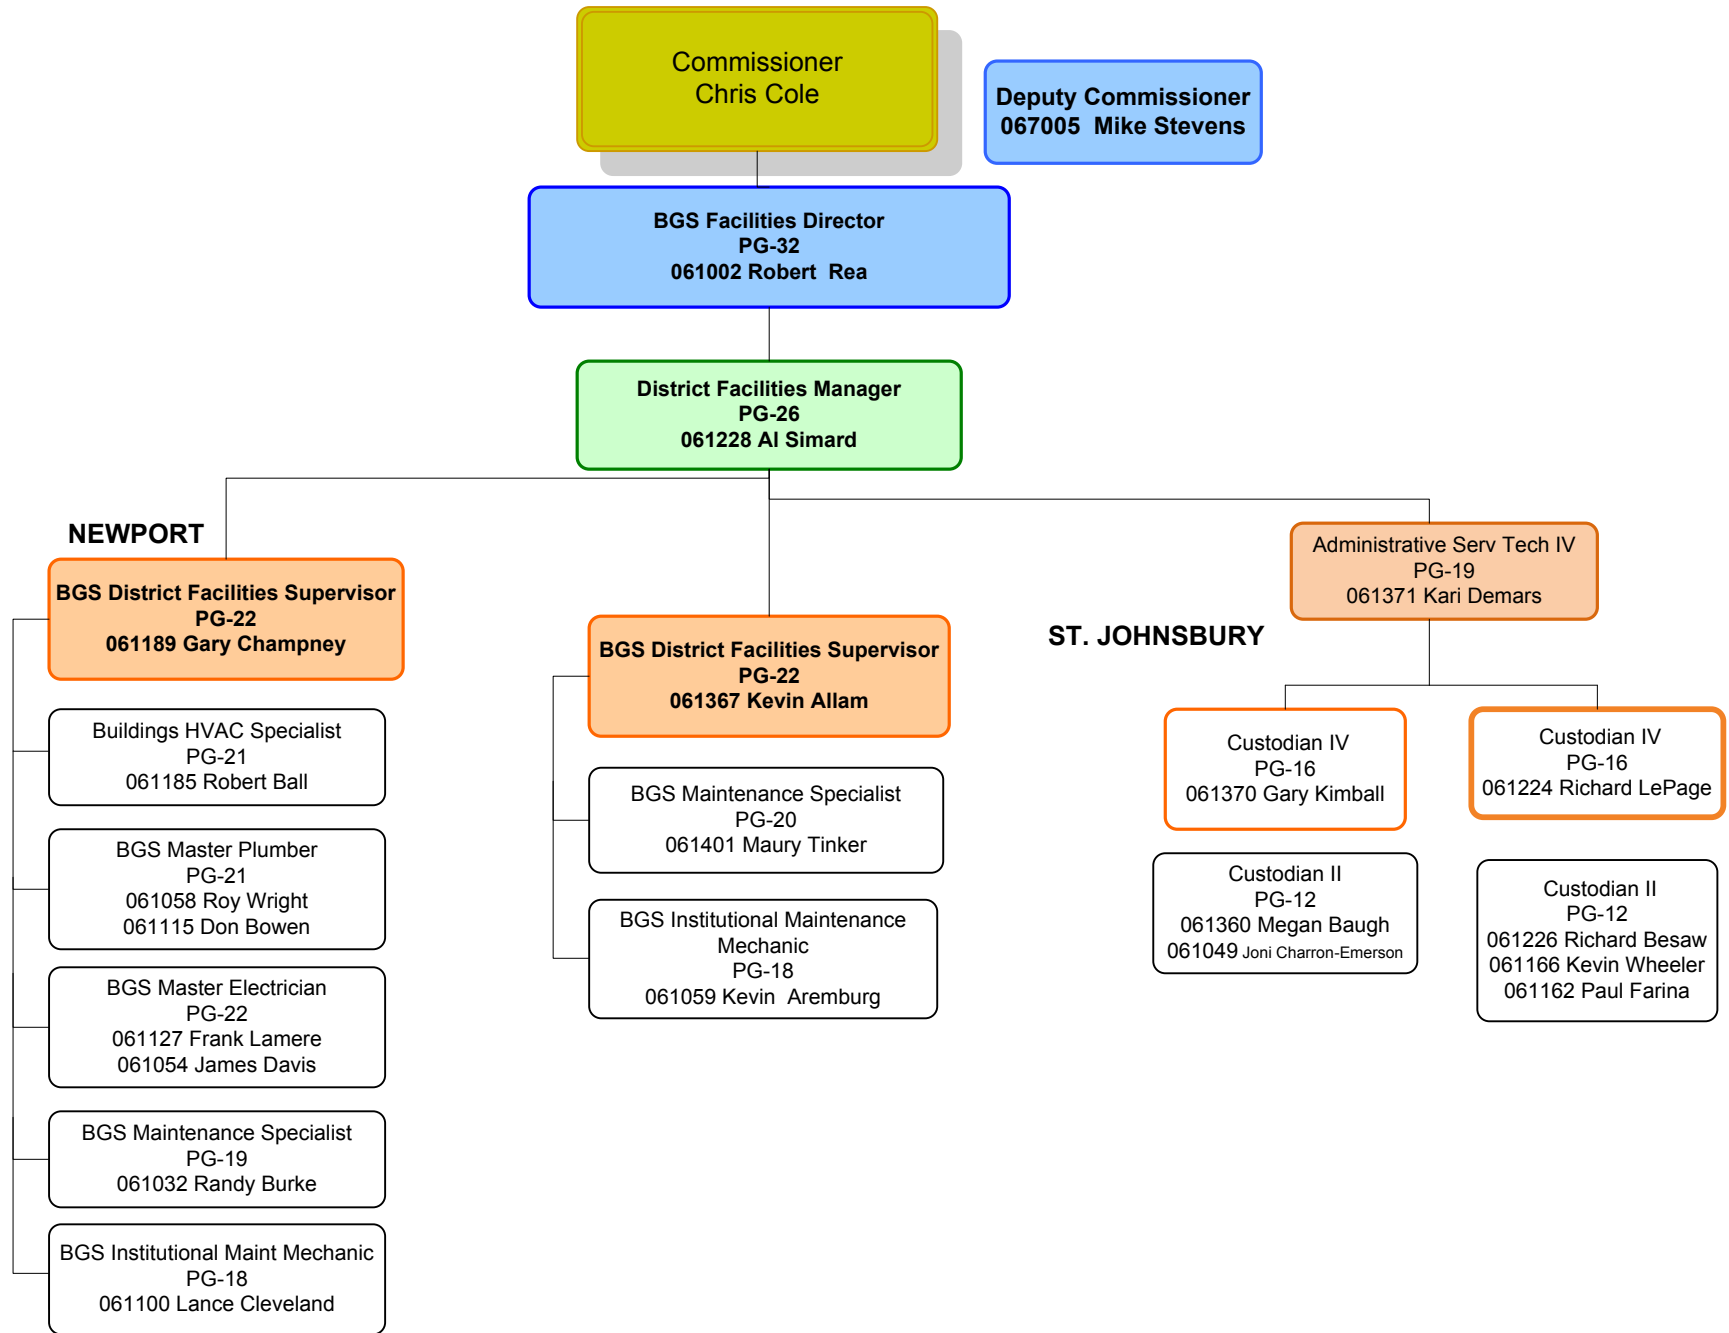 Commissioner
Chris Cole
Deputy Commissioner
067005  Mike Stevens
BGS Facilities Director
PG-32
061002 Robert  Rea
District Facilities Manager
PG-26
061228 Al Simard
NEWPORT
BGS District Facilities Supervisor
PG-22
061189 Gary Champney
Buildings HVAC Specialist
PG-21
061185 Robert Ball
BGS Master Plumber
PG-21
061058 Roy Wright
061115 Don Bowen
BGS Master Electrician
PG-22
061127 Frank Lamere
061054 James Davis
BGS Maintenance Specialist
PG-19
061032 Randy Burke
BGS Institutional Maint Mechanic
PG-18
061100 Lance Cleveland
BGS District Facilities Supervisor
PG-22
061367 Kevin Allam
BGS Maintenance Specialist
PG-20
061401 Maury Tinker
BGS Institutional Maintenance
Mechanic
PG-18
061059 Kevin  Aremburg
Administrative Serv Tech IV
PG-19
061371 Kari Demars
ST. JOHNSBURY
Custodian IV
PG-16
061370 Gary Kimball
Custodian II
PG-12
061360 Megan Baugh
061049 Joni Charron-Emerson
Custodian IV
PG-16
061224 Richard LePage
Custodian II
PG-12
061226 Richard Besaw
061166 Kevin Wheeler
061162 Paul Farina